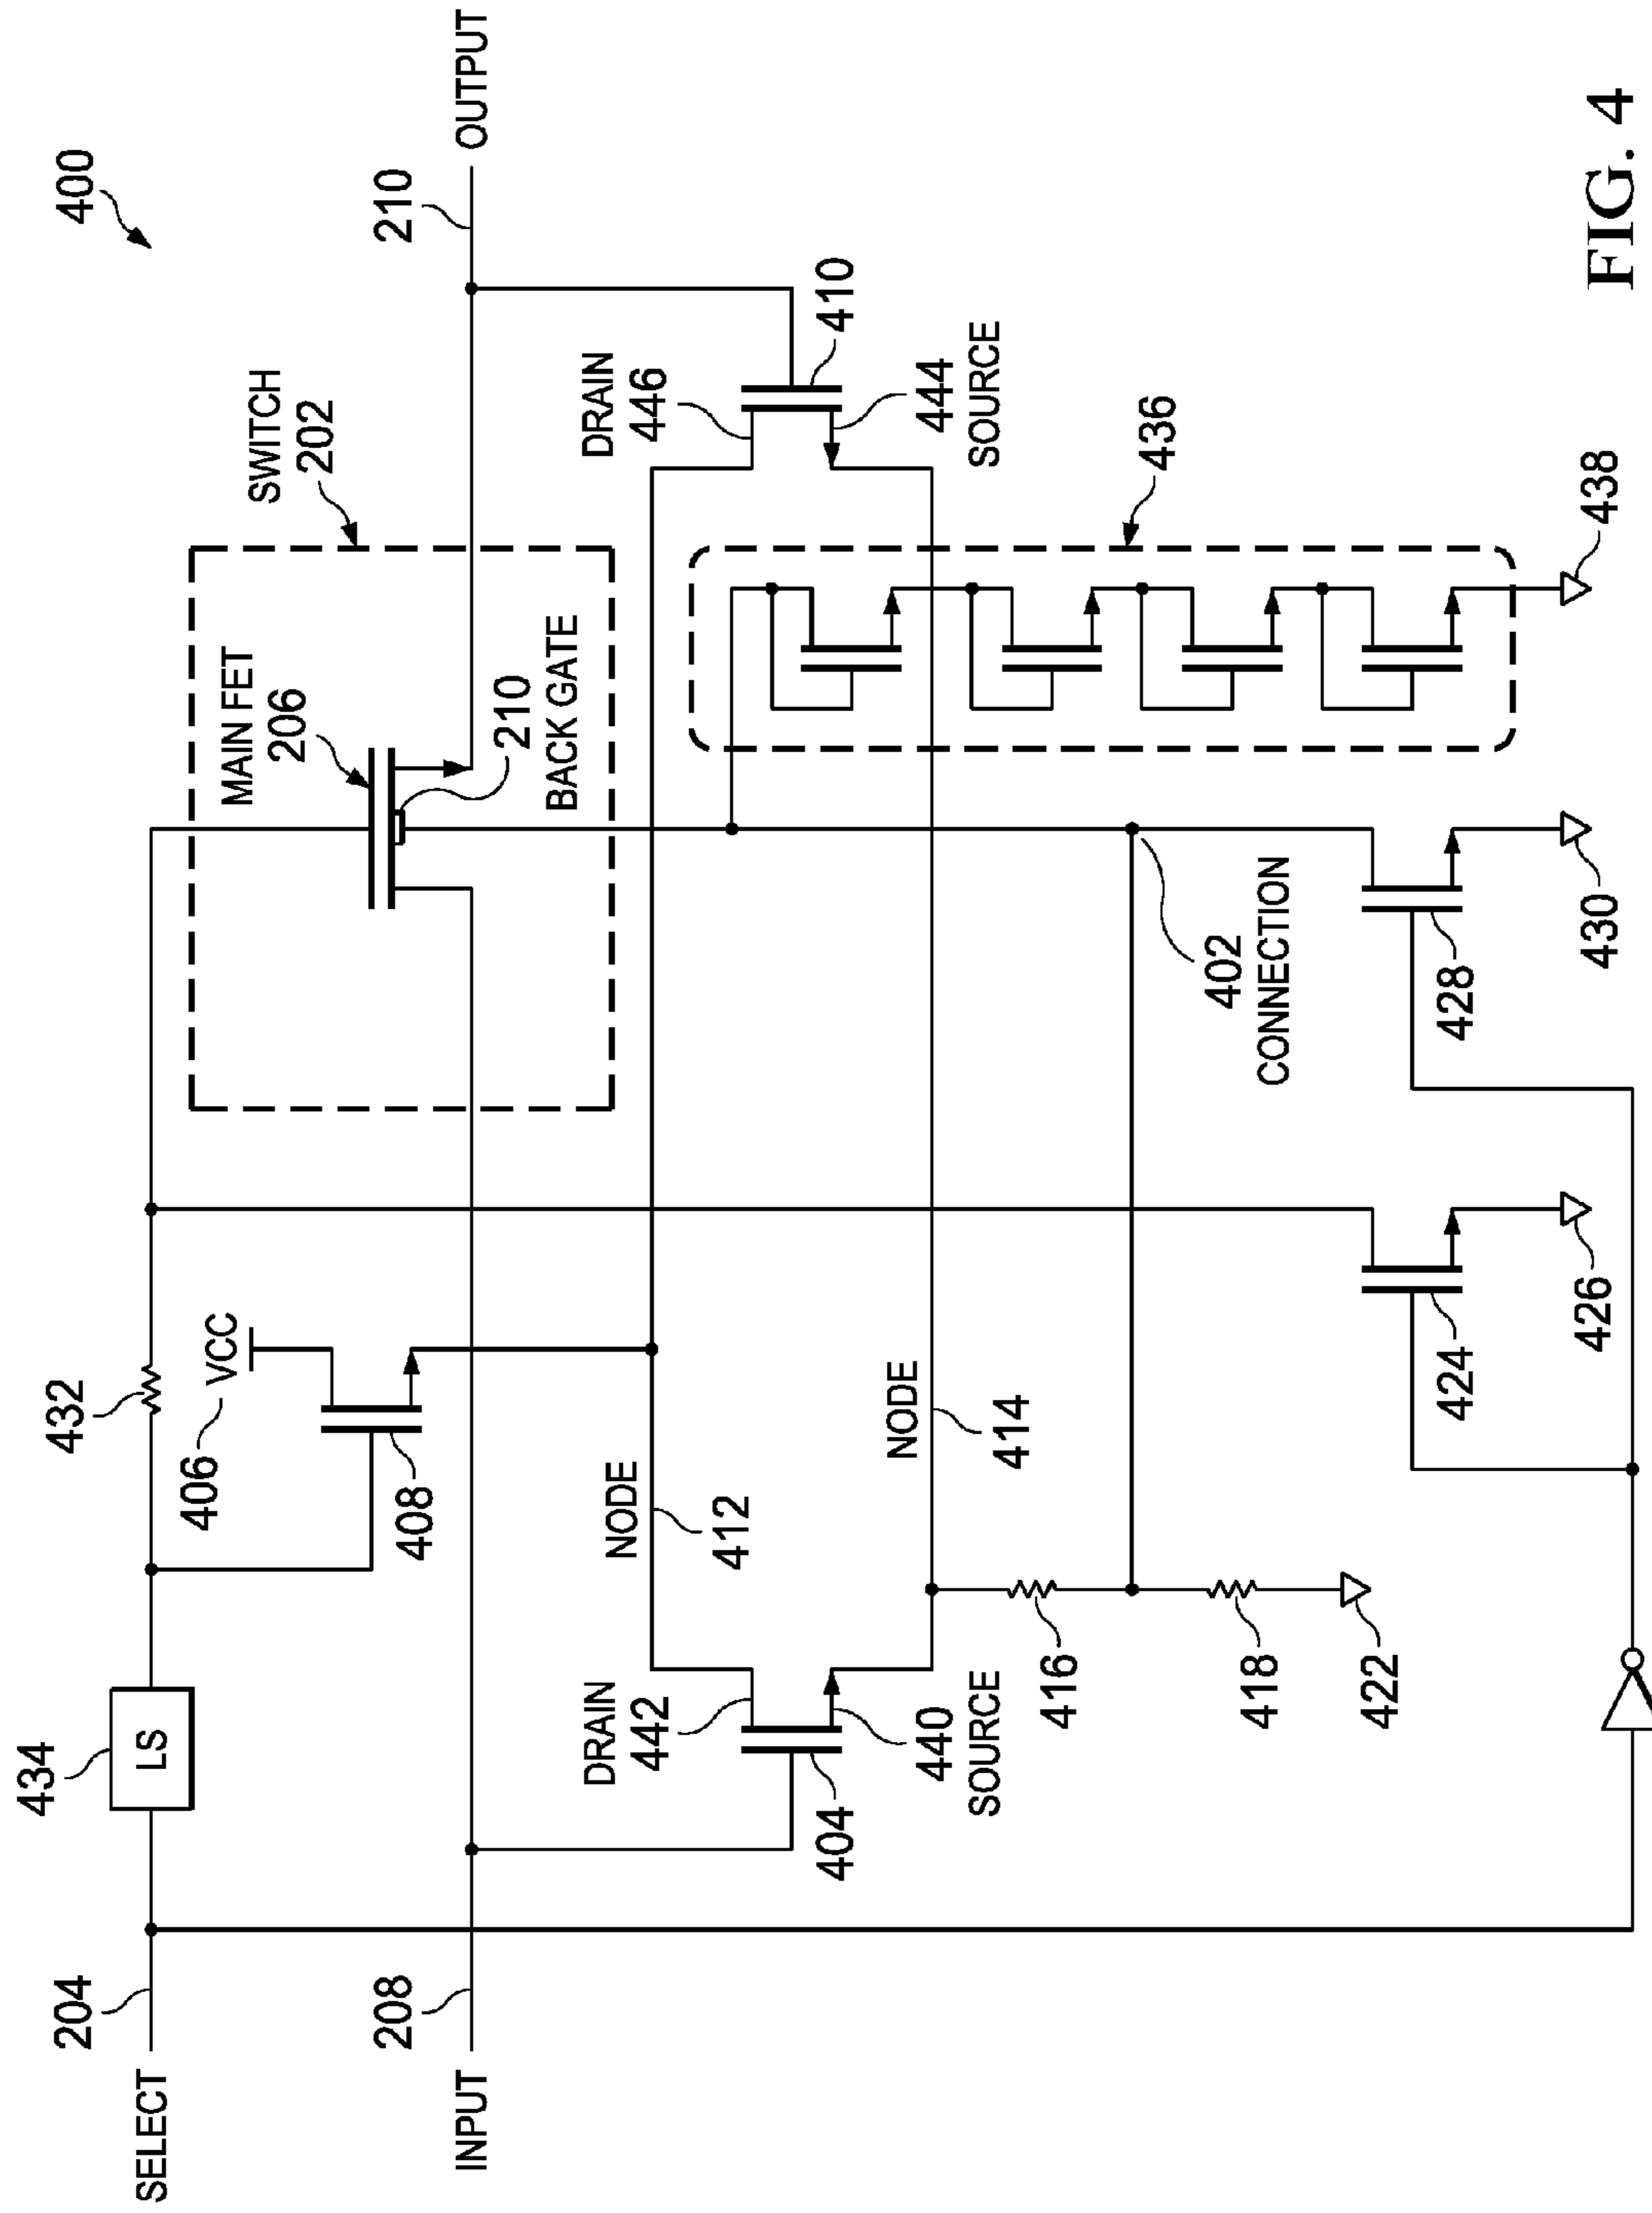 400
434
432
204
SELECT
LS
406
VCC
408
SWITCH
202
MAIN FET
206
210
BACK GATE
210
OUTPUT
208
INPUT
NODE
412
DRAIN
442
404
440
SOURCE
DRAIN
446
410
444
SOURCE
NODE
414
416
418
422
436
402
CONNECTION
424
426
428
430
438
FIG. 4